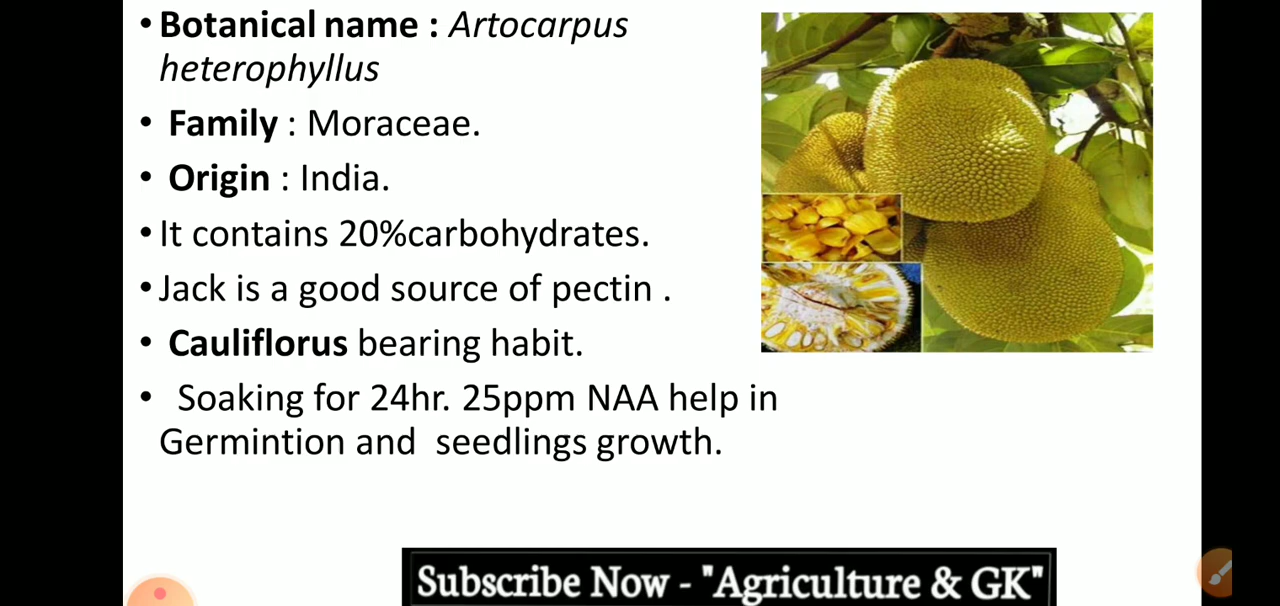 • Botanical name : Artocarpus
heterophyllus
• Family : Moraceae.
• Origin : India.
• It contains 20%carbohydrates.
• Jack is a good source of pectin .
• Cauliflorus bearing habit.
• Soaking for 24hr. 25ppm NAA help in
Germintion and seedlings growth.
Subscribe Now - "Agriculture & GK"